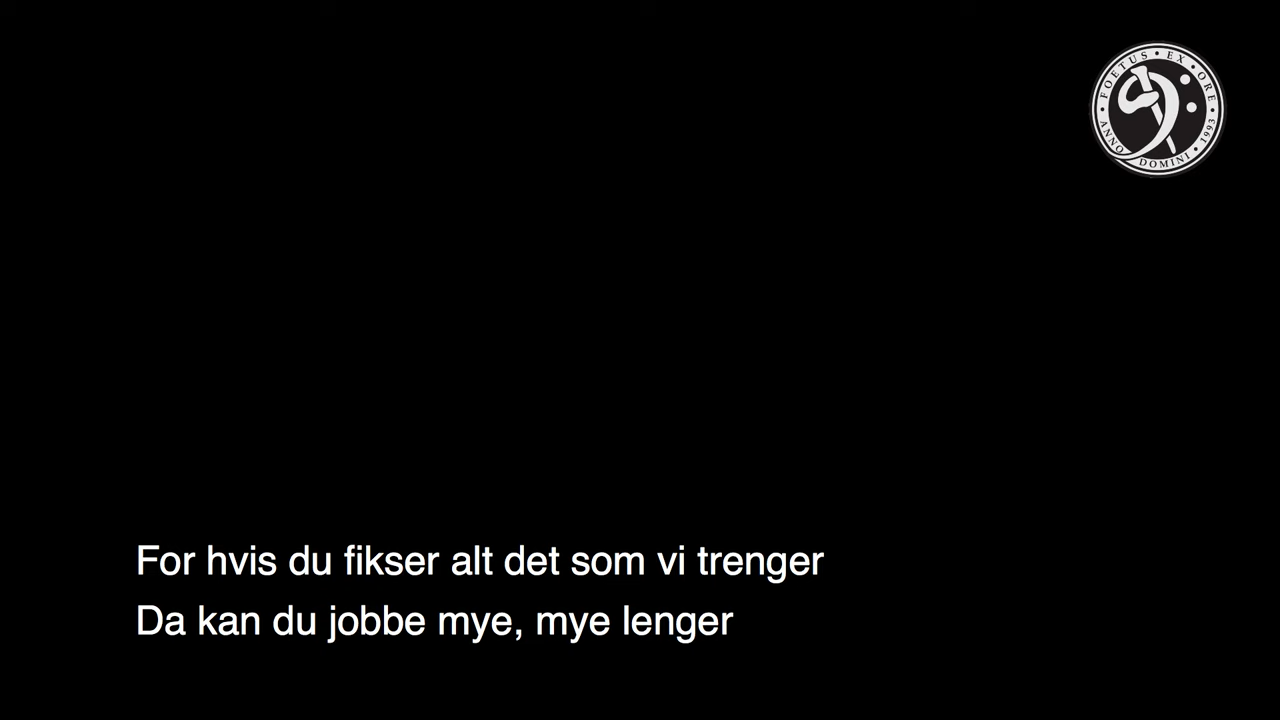 FOETUS • EX • ORE
ANNO • DOMINI • 1993
For hvis du fikser alt det som vi trenger
Da kan du jobbe mye, mye lenger